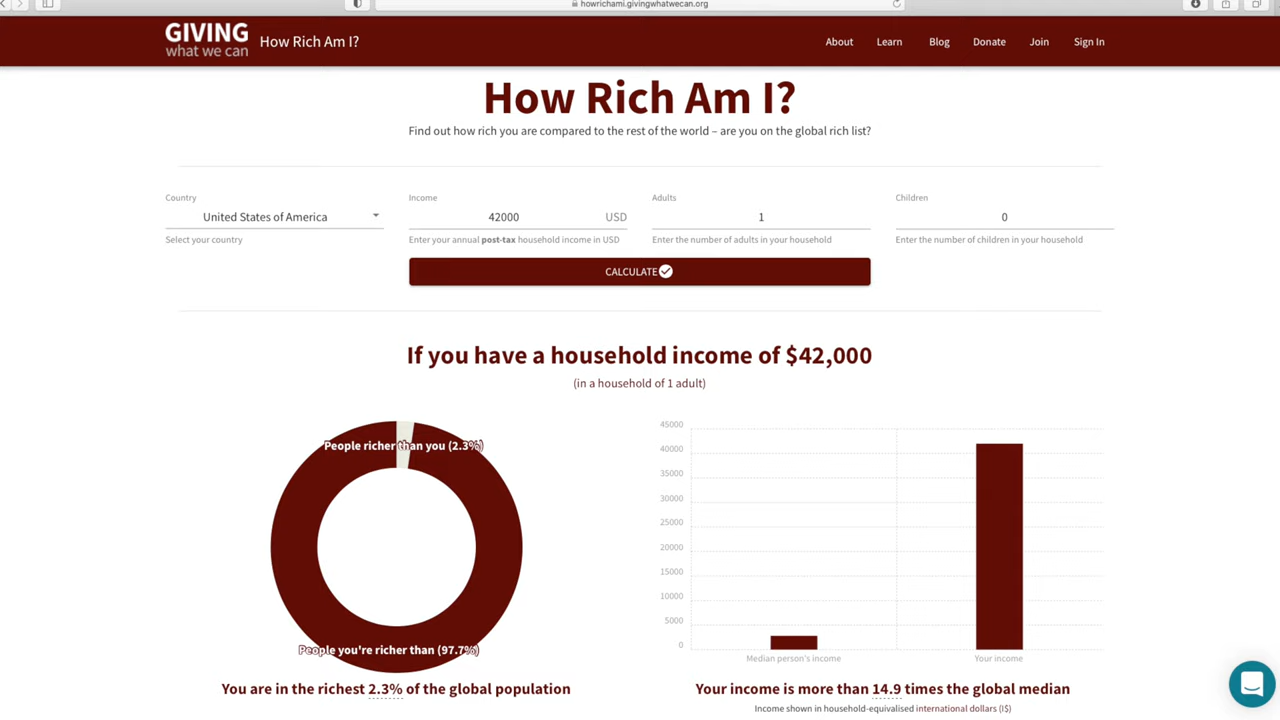 howrichami.givingwhatwecan.org
GIVING
what we can
How Rich Am I?
About Learn Blog Donate Join Sign In
How Rich Am I?
Find out how rich you are compared to the rest of the world – are you on the global rich list?
Country Income Adults Children
United States of America 42000 USD 1 0
Select your country Enter your annual post-tax household income in USD Enter the number of adults in your household Enter the number of children in your household
CALCULATE
If you have a household income of $42,000
(in a household of 1 adult)
People richer than you (2.3%)
People you're richer than (97.7%)
You are in the richest 2.3% of the global population
45000
40000
35000
30000
25000
20000
15000
10000
5000
0
Median person's income Your income
Your income is more than 14.9 times the global median
Income shown in household-equivalised international dollars (I$)